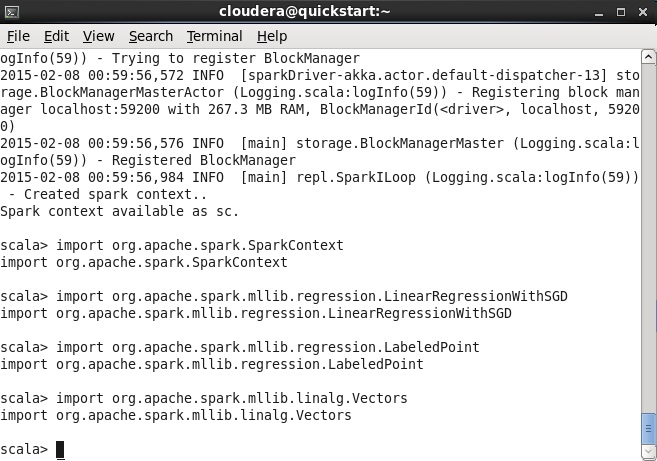 cloudera@quickstart:~
File Edit View Search Terminal Help
ogInfo(59)) - Trying to register BlockManager
2015-02-08 00:59:56,572 INFO  [sparkDriver-akka.actor.default-dispatcher-13] sto
rage.BlockManagerMasterActor (Logging.scala:logInfo(59)) - Registering block man
ager localhost:59200 with 267.3 MB RAM, BlockManagerId(<driver>, localhost, 5920
0)
2015-02-08 00:59:56,576 INFO  [main] storage.BlockManagerMaster (Logging.scala:l
ogInfo(59)) - Registered BlockManager
2015-02-08 00:59:56,984 INFO  [main] repl.SparkILoop (Logging.scala:logInfo(59))
 - Created spark context..
Spark context available as sc.
scala> import org.apache.spark.SparkContext
import org.apache.spark.SparkContext
scala> import org.apache.spark.mllib.regression.LinearRegressionWithSGD
import org.apache.spark.mllib.regression.LinearRegressionWithSGD
scala> import org.apache.spark.mllib.regression.LabeledPoint
import org.apache.spark.mllib.regression.LabeledPoint
scala> import org.apache.spark.mllib.linalg.Vectors
import org.apache.spark.mllib.linalg.Vectors
scala>